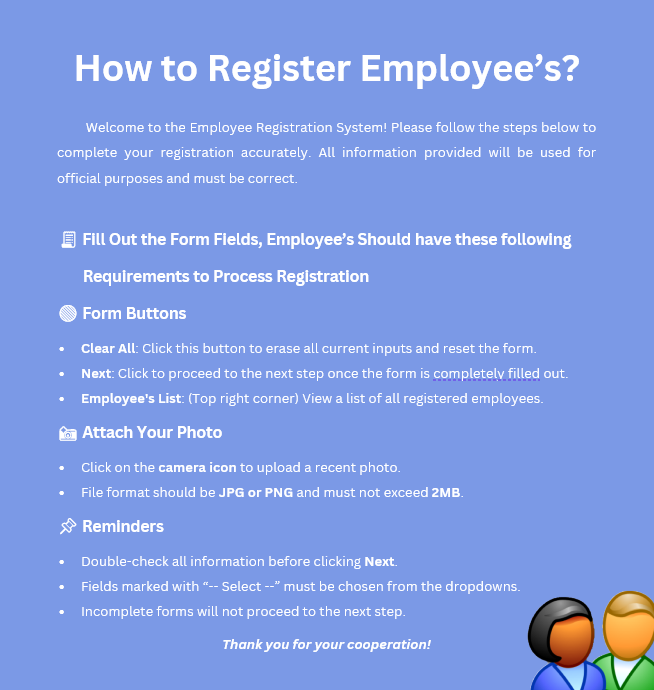 How to Register Employee’s?
Welcome to the Employee Registration System! Please follow the steps below to
complete your registration accurately. All information provided will be used for
official purposes and must be correct.
Fill Out the Form Fields, Employee’s Should have these following
Requirements to Process Registration
Form Buttons
• Clear All: Click this button to erase all current inputs and reset the form.
• Next: Click to proceed to the next step once the form is completely filled out.
• Employee’s List: (Top right corner) View a list of all registered employees.
Attach Your Photo
• Click on the camera icon to upload a recent photo.
• File format should be JPG or PNG and must not exceed 2MB.
Reminders
• Double-check all information before clicking Next.
• Fields marked with “-- Select --” must be chosen from the dropdowns.
• Incomplete forms will not proceed to the next step.
Thank you for your cooperation!